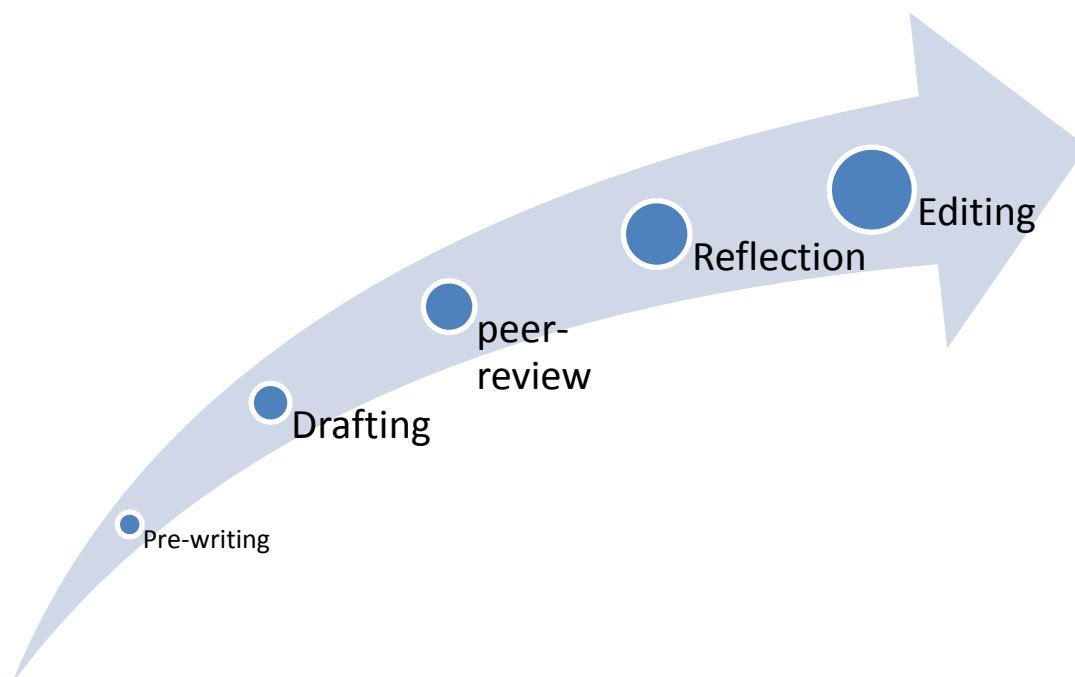 Editing
Reflection
peer-
review
Drafting
Pre-writing